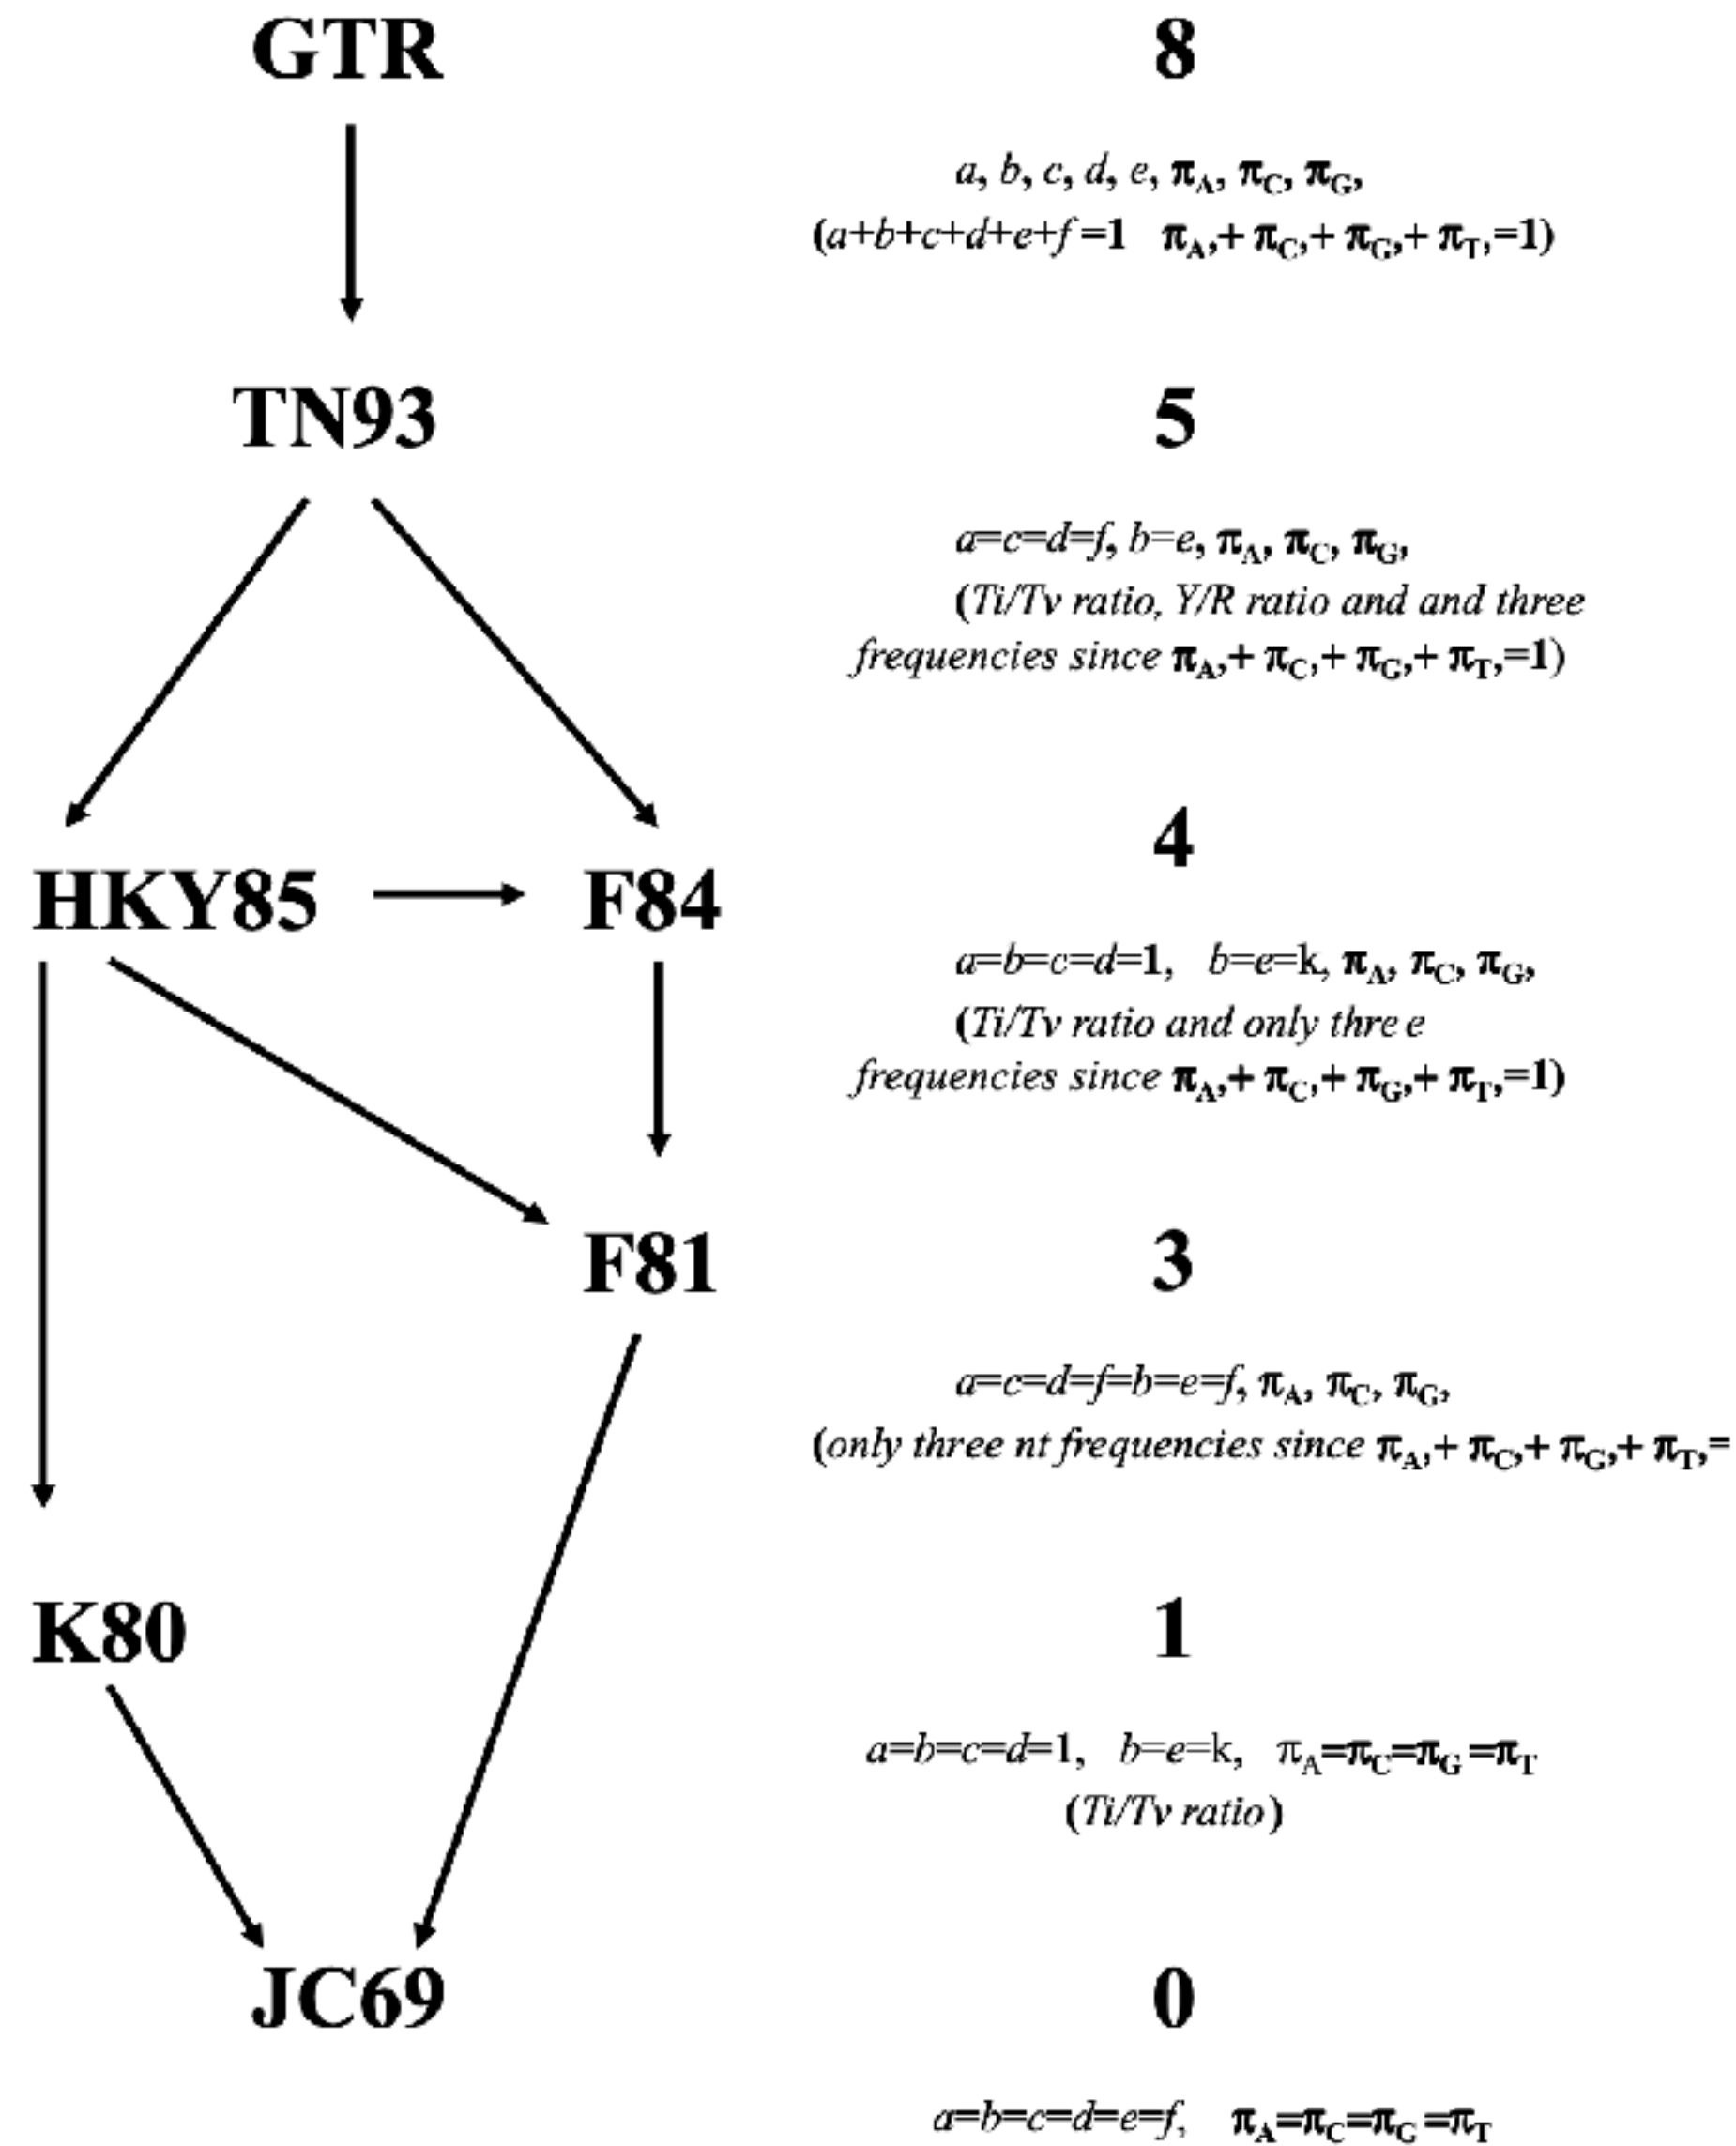 GTR 8
a, b, c, d, e, πA, πC, πG,
(a+b+c+d+e+f =1 πA,+ πC,+ πG,+ πT,=1)
TN93 5
a=c=d=f, b=e, πA, πC, πG,
(Ti/Tv ratio, Y/R ratio and and three
frequencies since πA,+ πC,+ πG,+ πT,=1)
4
HKY85 F84
a=b=c=d=1, b=e=k, πA, πC, πG,
(Ti/Tv ratio and only thre e
frequencies since πA,+ πC,+ πG,+ πT,=1)
F81 3
a=c=d=f=b=e=f, πA, πC, πG,
(only three nt frequencies since πA,+ πC,+ πG,+ πT,=
K80 1
a=b=c=d=1, b=e=k, πA=πC=πG =πT
(Ti/Tv ratio)
JC69 0
a=b=c=d=e=f, πA=πC=πG =πT